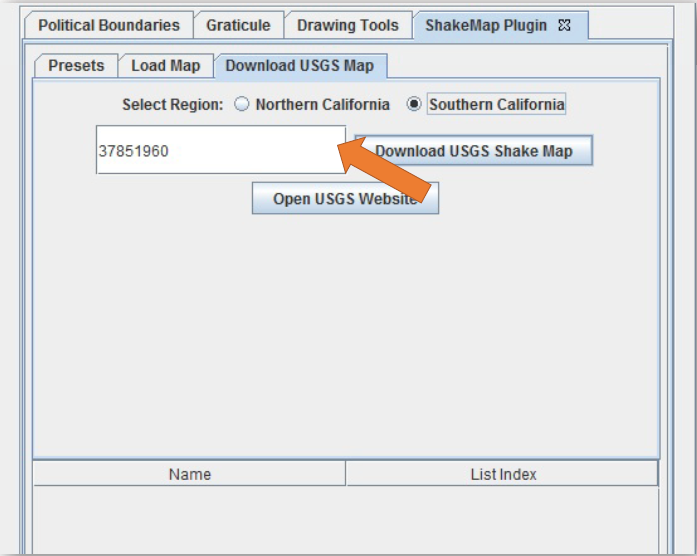 Political Boundaries Graticule Drawing Tools ShakeMap Plugin
Presets Load Map Download USGS Map
Select Region: Northern California Southern California
37851960 Download USGS Shake Map
Open USGS Website
Name List Index